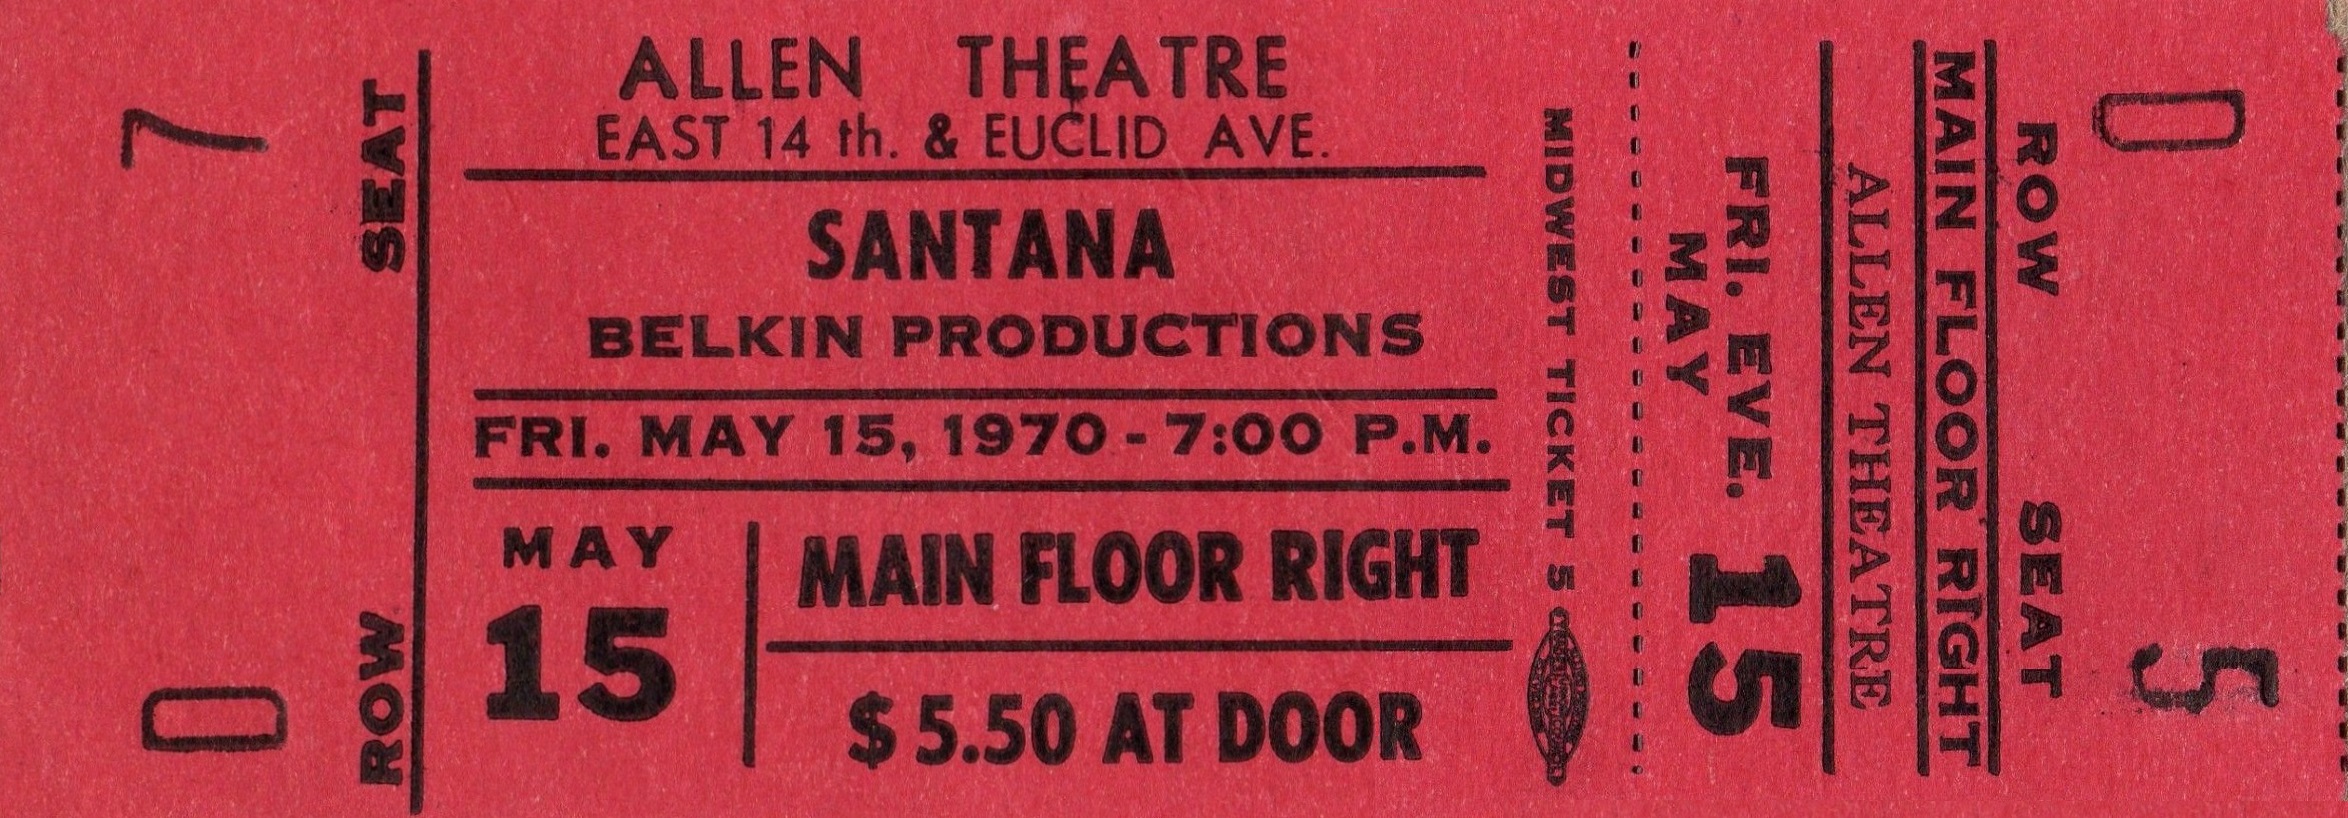 7
SEAT
ROW
ALLEN THEATRE
EAST 14 th. & EUCLID AVE.
SANTANA
BELKIN PRODUCTIONS
FRI. MAY 15, 1970 - 7:00 P.M.
MAY
15
MAIN FLOOR RIGHT
$5.50 AT DOOR
MIDWEST TICKET 5
FRI. EVE.
MAY
15
ALLEN THEATRE
MAIN FLOOR RIGHT
ROW SEAT
5